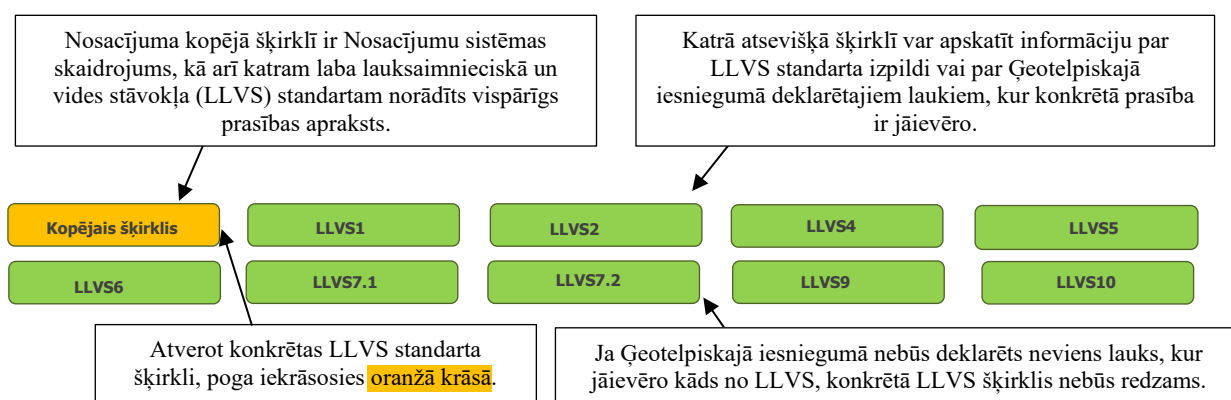 Nosacījuma kopējā šķirklī ir Nosacījumu sistēmas
skaidrojums, kā arī katram laba lauksaimnieciskā un
vides stāvokļa (LLVS) standartam norādīts vispārīgs
prasības apraksts.
Katrā atsevišķā šķirklī var apskatīt informāciju par
LLVS standarta izpildi vai par Ģeotelpiskajā
iesniegumā deklarētajiem laukiem, kur konkrētā prasība
ir jāievēro.
Kopējais šķirklis
LLVS1
LLVS2
LLVS4
LLVS5
LLVS6
LLVS7.1
LLVS7.2
LLVS9
LLVS10
Atverot konkrētas LLVS standarta
šķirkli, poga iekrāsosies oranžā krāsā.
Ja Ģeotelpiskajā iesniegumā nebūs deklarēts neviens lauks, kur
jāievēro kāds no LLVS, konkrētā LLVS šķirklis nebūs redzams.